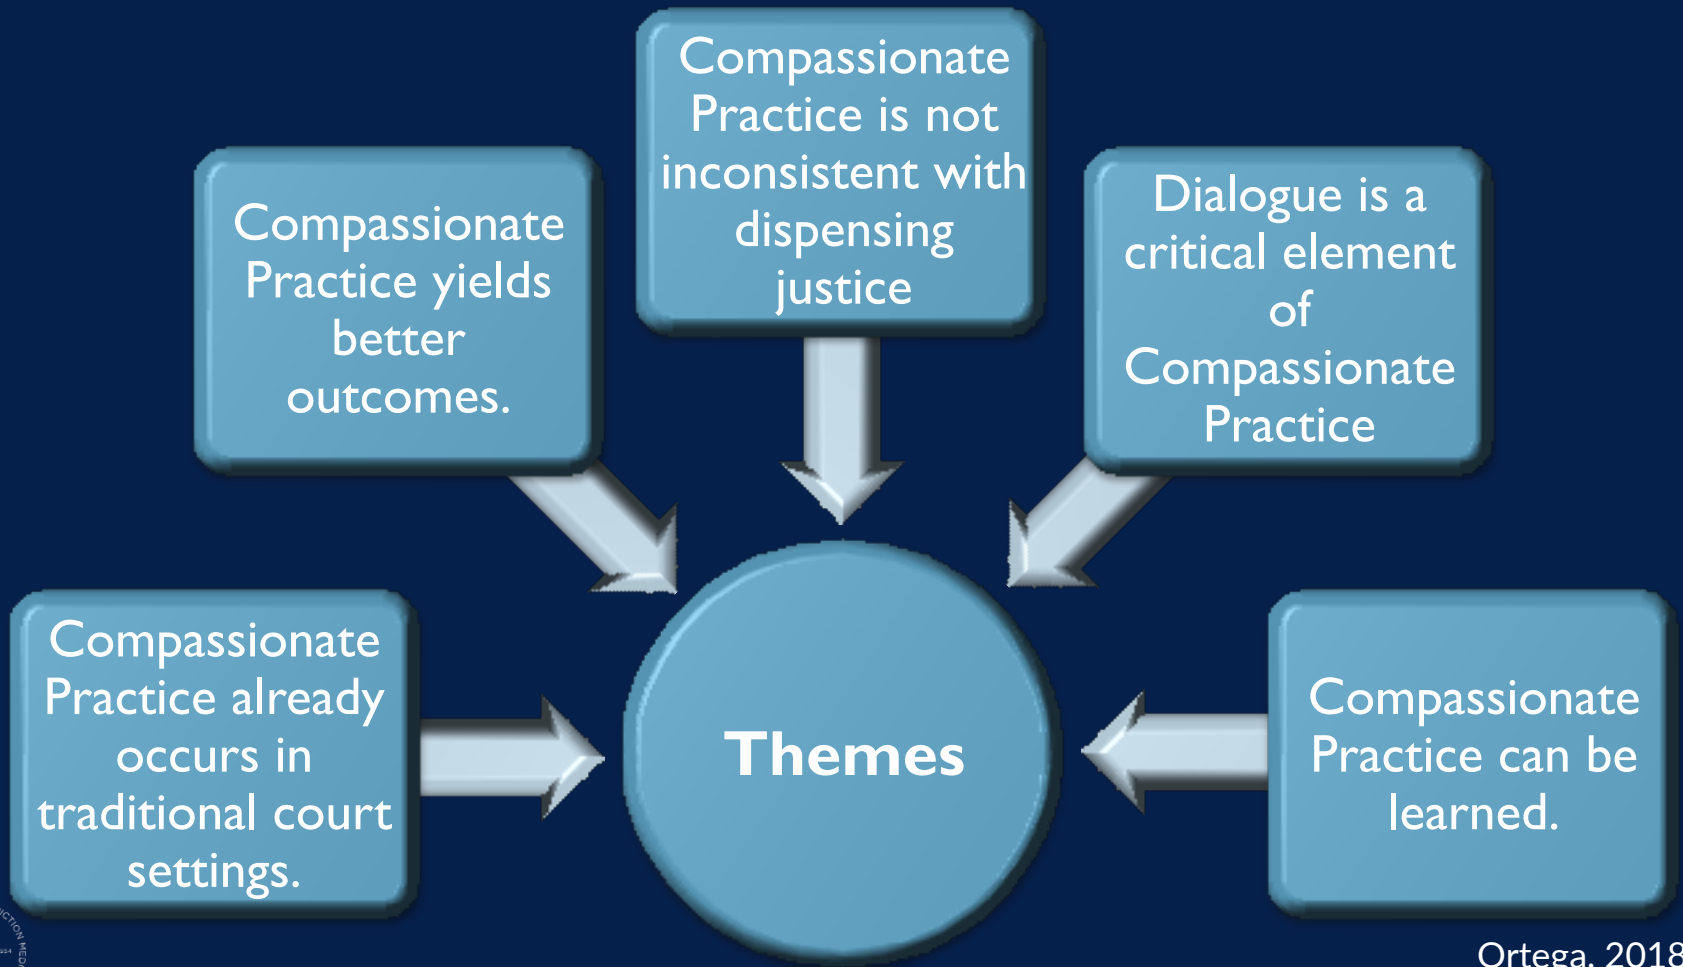 Compassionate
Practice already
occurs in
traditional court
settings.
Compassionate
Practice yields
better
outcomes.
Compassionate
Practice is not
inconsistent with
dispensing
justice
Dialogue is a
critical element
of
Compassionate
Practice
Compassionate
Practice can be
learned.
Themes
Ortega, 2018